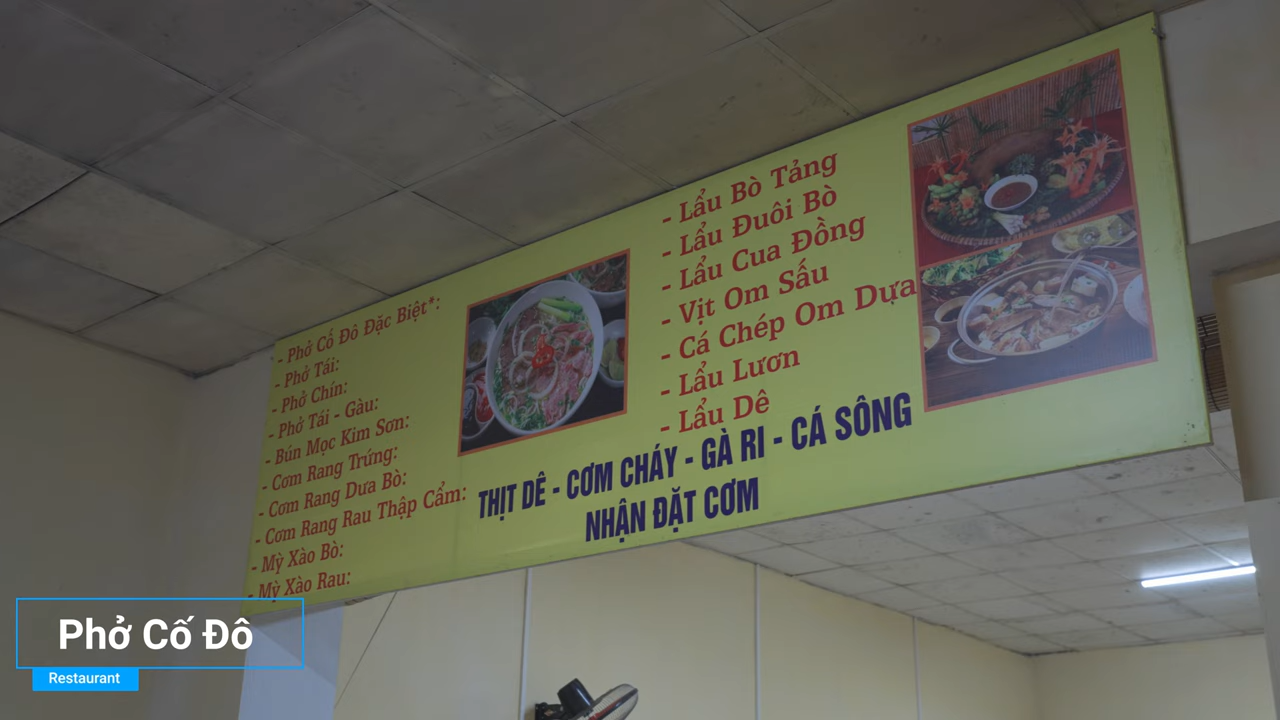 - Phở Cố Đô Đặc Biệt*:
- Phở Tái:
- Phở Chín:
- Phở Tái - Gàu:
- Bún Mọc Kim Sơn:
- Cơm Rang Trứng:
- Cơm Rang Dưa Bò:
- Cơm Rang Rau Thập Cẩm:
- Mỳ Xào Bò:
- Mỳ Xào Rau:
- Lẩu Bò Tảng
- Lẩu Đuôi Bò
- Lẩu Cua Đồng
- Vịt Om Sấu
- Cá Chép Om Dựa
- Lẩu Lươn
- Lẩu Dê
THỊT DÊ - CƠM CHÁY - GÀ RI - CÁ SÔNG
NHẬN ĐẶT CƠM
Phở Cố Đô
Restaurant